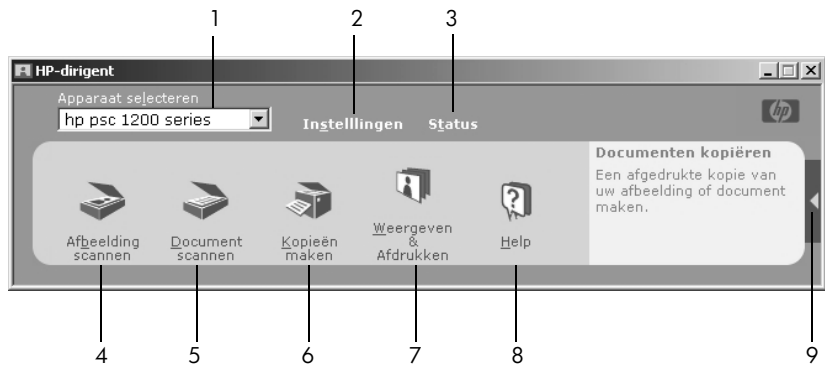 1 2 3
HP-dirigent
Apparaat selecteren
hp psc 1200 series
Instelllingen Status
hp
Afbeelding
scannen
Document
scannen
Kopieën
maken
Weergeven
&
Afdrukken
Help
Documenten kopiëren
Een afgedrukte kopie van
uw afbeelding of document
maken.
4 5 6 7 8 9